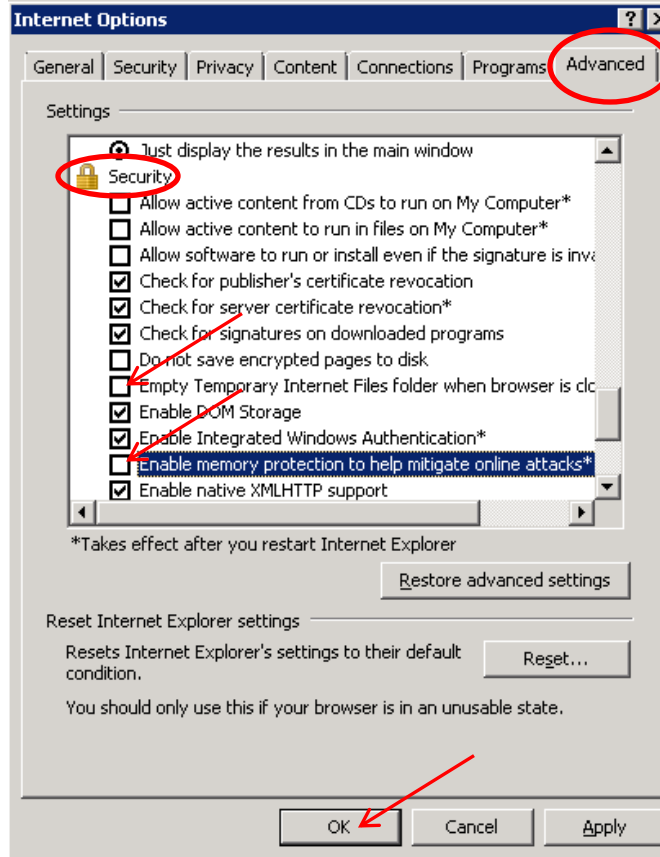 Internet Options
General Security Privacy Content Connections Programs Advanced
Settings
Just display the results in the main window
Security
Allow active content from CDs to run on My Computer*
Allow active content to run in files on My Computer*
Allow software to run or install even if the signature is inva
Check for publisher's certificate revocation
Check for server certificate revocation*
Check for signatures on downloaded programs
Do not save encrypted pages to disk
Empty Temporary Internet Files folder when browser is clo
Enable DOM Storage
Enable Integrated Windows Authentication*
Enable memory protection to help mitigate online attacks*
Enable native XMLHTTP support
*Takes effect after you restart Internet Explorer
Restore advanced settings
Reset Internet Explorer settings
Resets Internet Explorer's settings to their default
condition.
Reset...
You should only use this if your browser is in an unusable state.
OK Cancel Apply